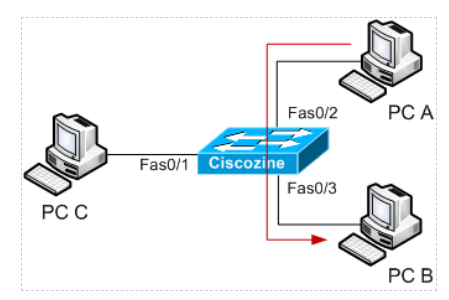 Fas0/2
PC A
Fas0/1
Ciscozine
Fas0/3
PC C
PC B